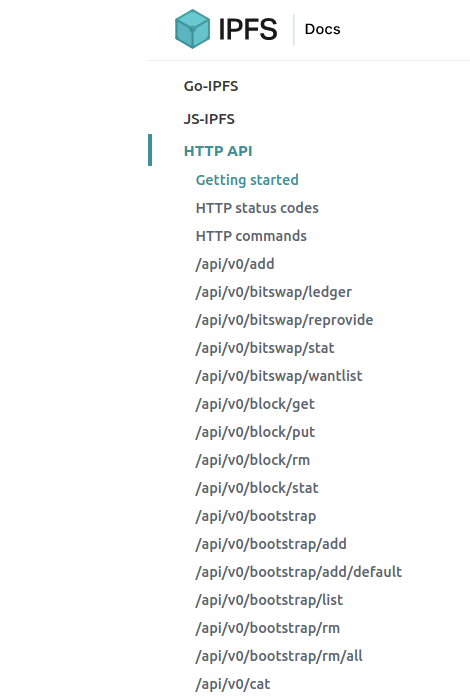 IPFS Docs
Go-IPFS
JS-IPFS
HTTP API
Getting started
HTTP status codes
HTTP commands
/api/v0/add
/api/v0/bitswap/ledger
/api/v0/bitswap/reprovide
/api/v0/bitswap/stat
/api/v0/bitswap/wantlist
/api/v0/block/get
/api/v0/block/put
/api/v0/block/rm
/api/v0/block/stat
/api/v0/bootstrap
/api/v0/bootstrap/add
/api/v0/bootstrap/add/default
/api/v0/bootstrap/list
/api/v0/bootstrap/rm
/api/v0/bootstrap/rm/all
/api/v0/cat